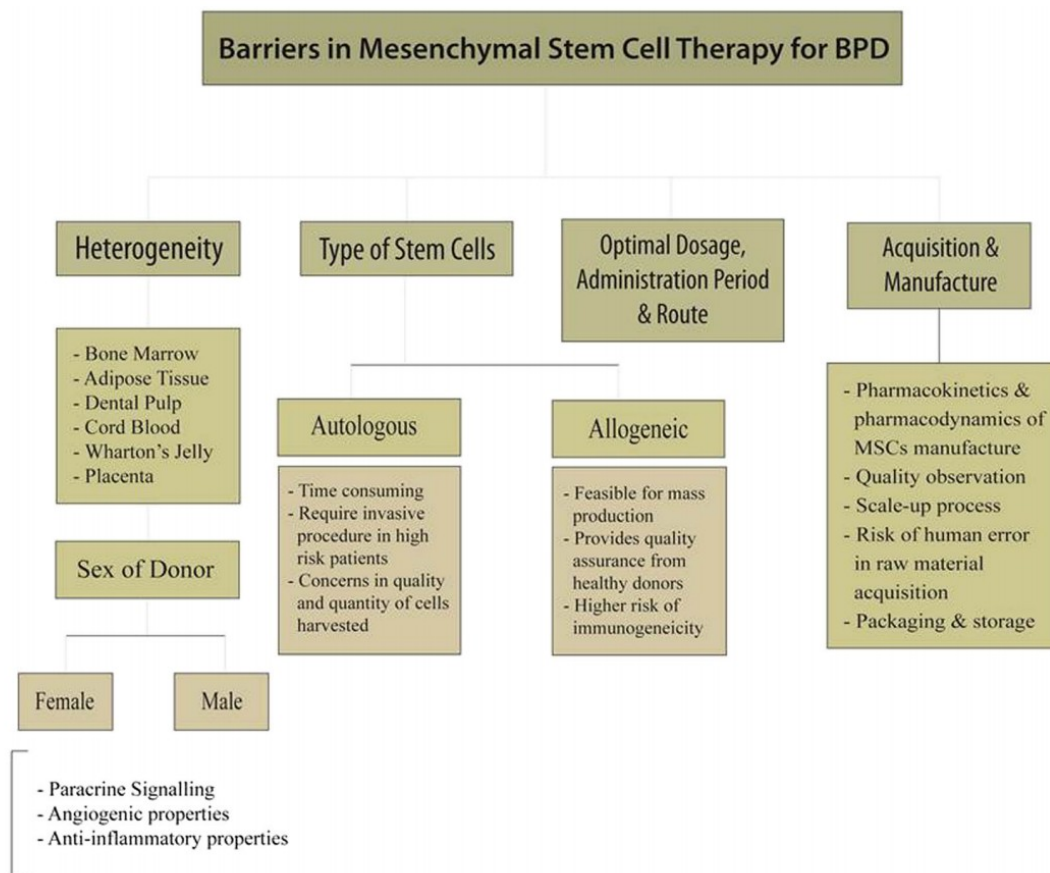 Barriers in Mesenchymal Stem Cell Therapy for BPD
Heterogeneity
- Bone Marrow
- Adipose Tissue
- Dental Pulp
- Cord Blood
- Wharton's Jelly
- Placenta
Sex of Donor
Female
Male
- Paracrine Signalling
- Angiogenic properties
- Anti-inflammatory properties
Type of Stem Cells
Autologous
- Time consuming
- Require invasive
procedure in high
risk patients
- Concerns in quality
and quantity of cells
harvested
Allogeneic
- Feasible for mass
production
- Provides quality
assurance from
healthy donors
- Higher risk of
immunogeneicity
Optimal Dosage,
Administration Period
& Route
Acquisition &
Manufacture
- Pharmacokinetics &
pharmacodynamics of
MSCs manufacture
- Quality observation
- Scale-up process
- Risk of human error
in raw material
acquisition
- Packaging & storage